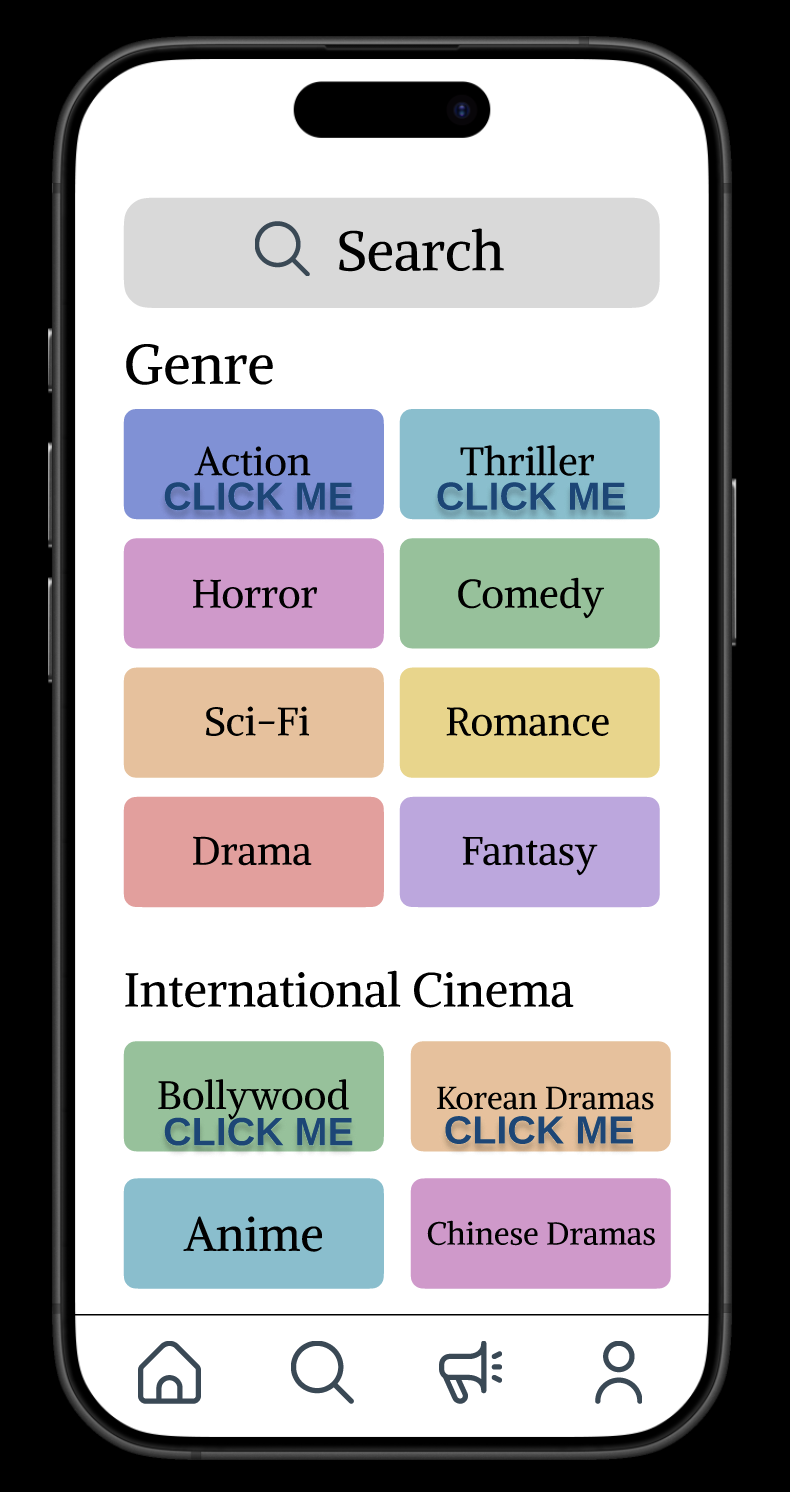 Search
Genre
Action
CLICK ME
Thriller
CLICK ME
Horror
Comedy
Sci-Fi
Romance
Drama
Fantasy
International Cinema
Bollywood
CLICK ME
Korean Dramas
CLICK ME
Anime
Chinese Dramas